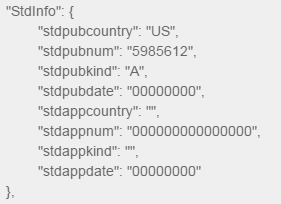 "StdInfo": {
"stdpubcountry": "US",
"stdpubnum": "5985612",
"stdpubkind": "A",
"stdpubdate": "00000000",
"stdappcountry": "",
"stdappnum": "000000000000000",
"stdappkind": "",
"stdappdate": "00000000"
},